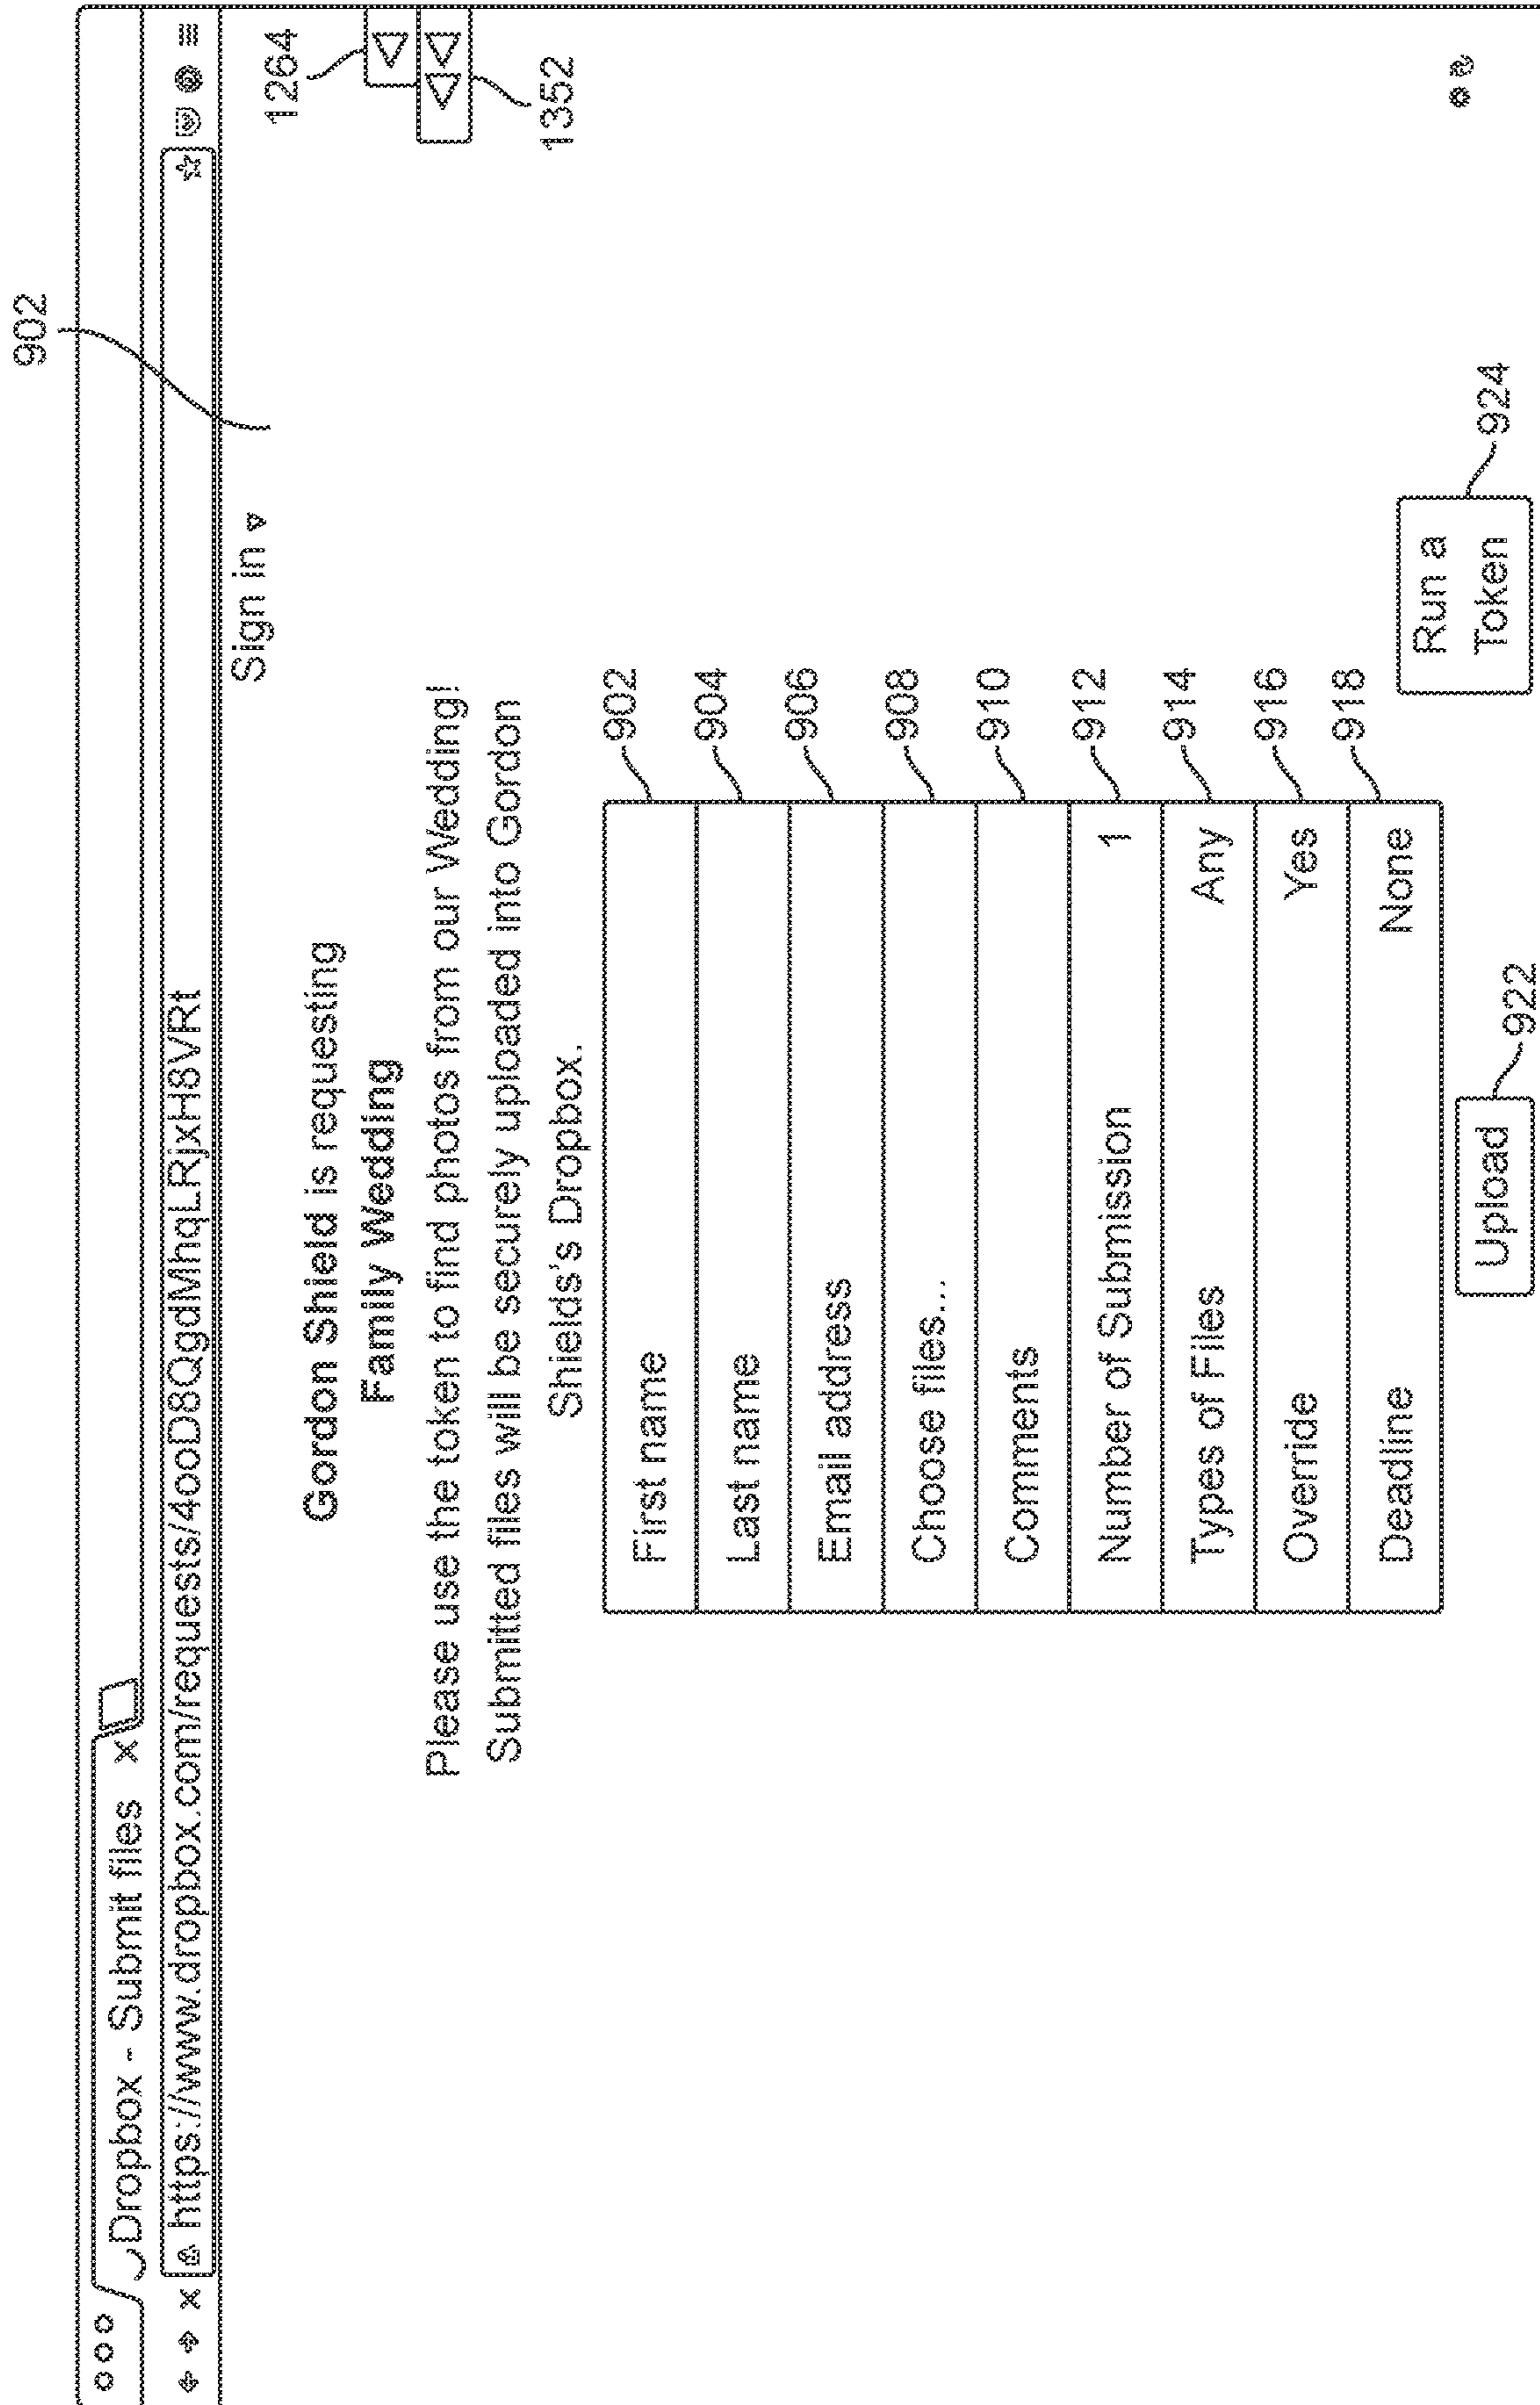 902
Dropbox - Submit files x
https://www.dropbox.com/requests/4ooD8QgdMhqLRjxH8VRt
Sign in
1264
1352
Gordon Shield is requesting
Family Wedding
Please use the token to find photos from our Wedding!
Submitted files will be securely uploaded into Gordon
Shields's Dropbox.
First name 902
Last name 904
Email address 906
Choose files... 908
Comments 910
Number of Submission 1 912
Types of Files Any 914
Override Yes 916
Deadline None 918
Upload 922
Run a
Token 924